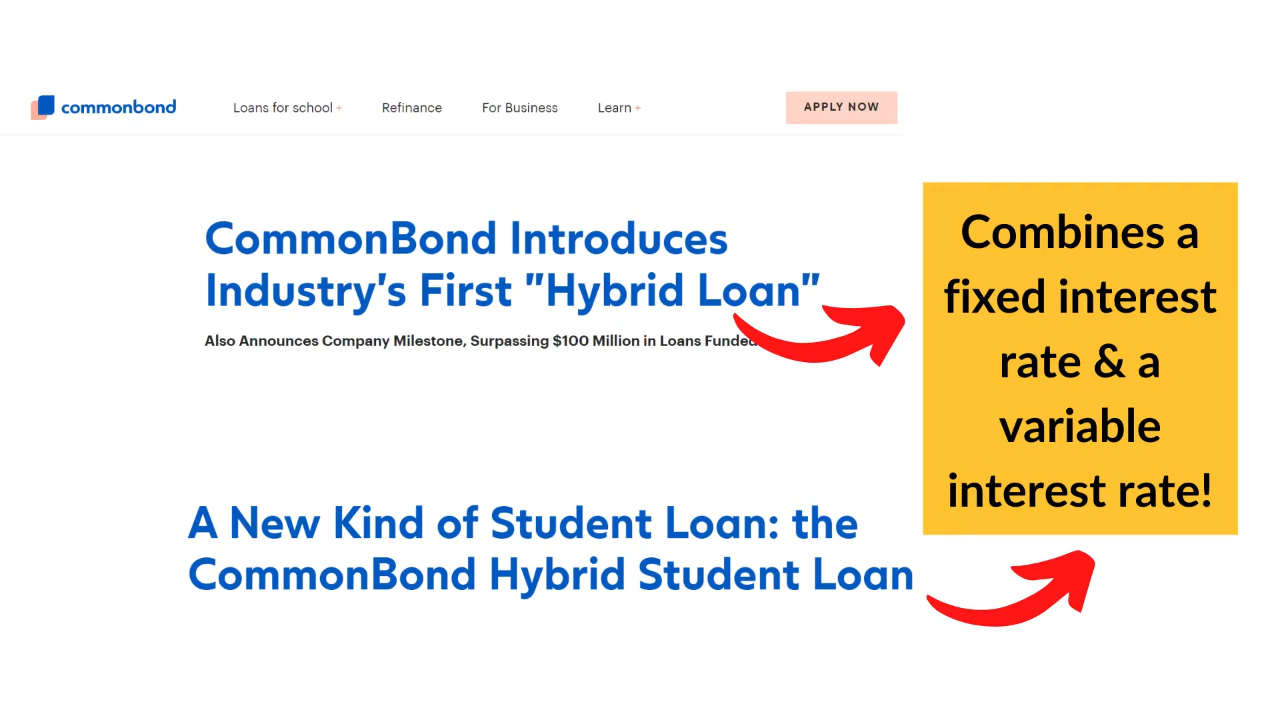 commonbond
Loans for school +
Refinance
For Business
Learn +
APPLY NOW
CommonBond Introduces
Industry's First "Hybrid Loan"
Also Announces Company Milestone, Surpassing $100 Million in Loans Funded
Combines a
fixed interest
rate & a
variable
interest rate!
A New Kind of Student Loan: the
CommonBond Hybrid Student Loan